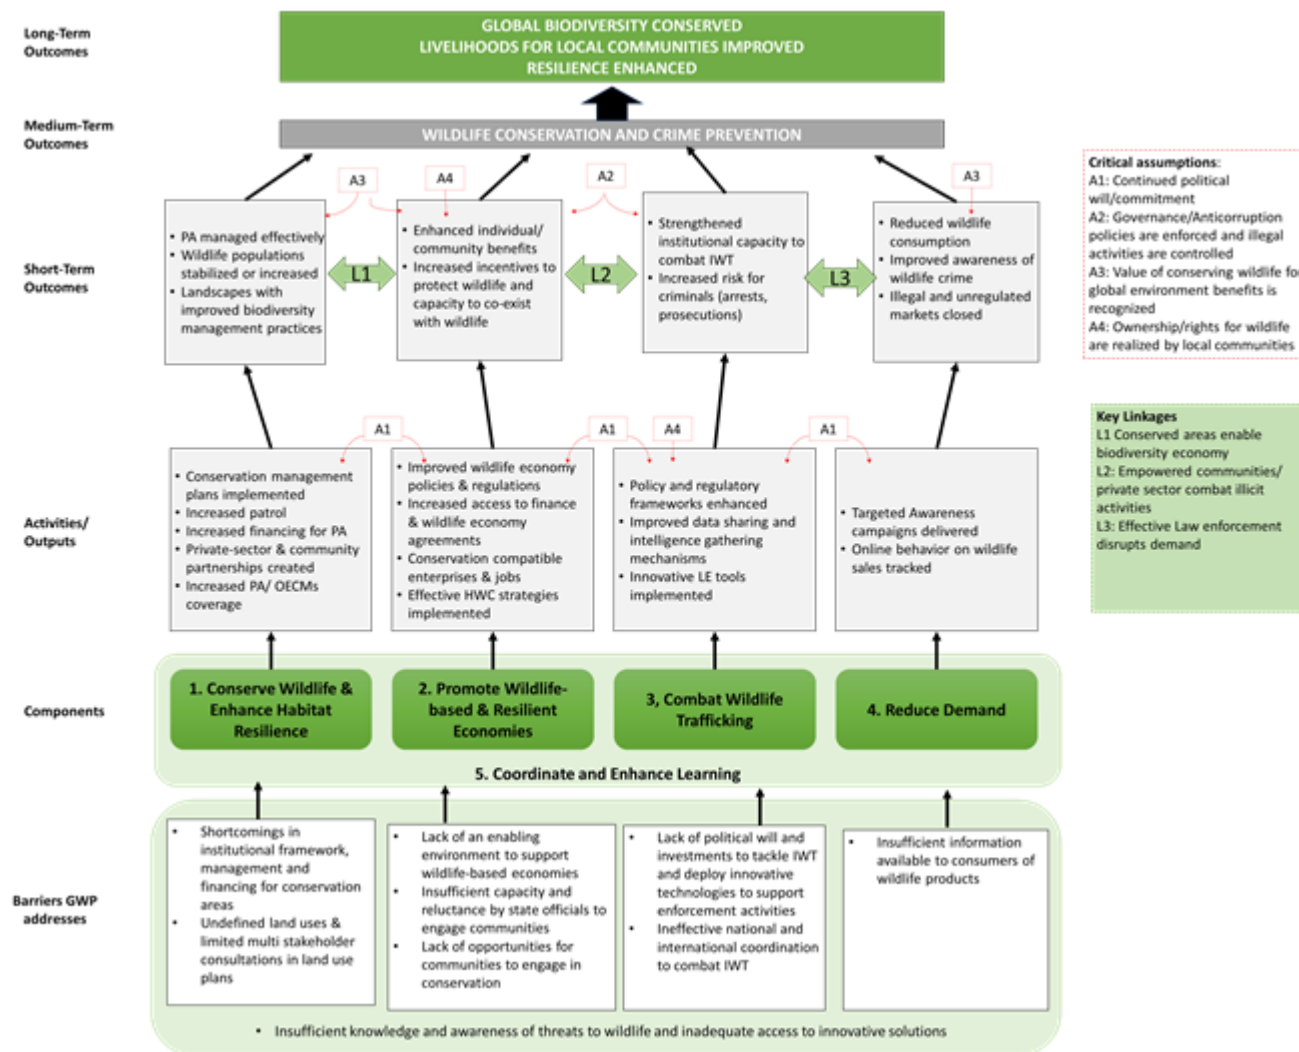 Long-Term
Outcomes
GLOBAL BIODIVERSITY CONSERVED
LIVELIHOODS FOR LOCAL COMMUNITIES IMPROVED
RESILIENCE ENHANCED
Medium-Term
Outcomes
WILDLIFE CONSERVATION AND CRIME PREVENTION
A3
A4
A2
A3
Short-Term
Outcomes
• PA managed effectively
• Wildlife populations
stabilized or increased
• Landscapes with
improved biodiversity
management practices
L1
• Enhanced individual/
community benefits
• Increased incentives to
protect wildlife and
capacity to co-exist
with wildlife
L2
• Strengthened
institutional capacity to
combat IWT
• Increased risk for
criminals (arrests,
prosecutions)
L3
• Reduced wildlife
consumption
• Improved awareness of
wildlife crime
• Illegal and unregulated
markets closed
Critical assumptions:
A1: Continued political
will/commitment
A2: Governance/Anticorruption
policies are enforced and illegal
activities are controlled
A3: Value of conserving wildlife for
global environment benefits is
recognized
A4: Ownership/rights for wildlife
are realized by local communities
A1
A1
A4
A1
Activities/
Outputs
• Conservation management
plans implemented
• Increased patrol
• Increased financing for PA
• Private-sector & community
partnerships created
• Increased PA/ OECMs
coverage
• Improved wildlife economy
policies & regulations
• Increased access to finance
& wildlife economy
agreements
• Conservation compatible
enterprises & jobs
• Effective HWC strategies
implemented
• Policy and regulatory
frameworks enhanced
• Improved data sharing and
intelligence gathering
mechanisms
• Innovative LE tools
implemented
• Targeted Awareness
campaigns delivered
• Online behavior on wildlife
sales tracked
Key Linkages
L1 Conserved areas enable
biodiversity economy
L2: Empowered communities/
private sector combat illicit
activities
L3: Effective Law enforcement
disrupts demand
Components
1. Conserve Wildlife &
Enhance Habitat
Resilience
2. Promote Wildlife-
based & Resilient
Economies
3, Combat Wildlife
Trafficking
4. Reduce Demand
5. Coordinate and Enhance Learning
Barriers GWP
addresses
• Shortcomings in
institutional framework,
management and
financing for conservation
areas
• Undefined land uses &
limited multi stakeholder
consultations in land use
plans
• Lack of an enabling
environment to support
wildlife-based economies
• Insufficient capacity and
reluctance by state officials to
engage communities
• Lack of opportunities for
communities to engage in
conservation
• Lack of political will and
investments to tackle IWT
and deploy innovative
technologies to support
enforcement activities
• Ineffective national and
international coordination
to combat IWT
• Insufficient information
available to consumers of
wildlife products
• Insufficient knowledge and awareness of threats to wildlife and inadequate access to innovative solutions